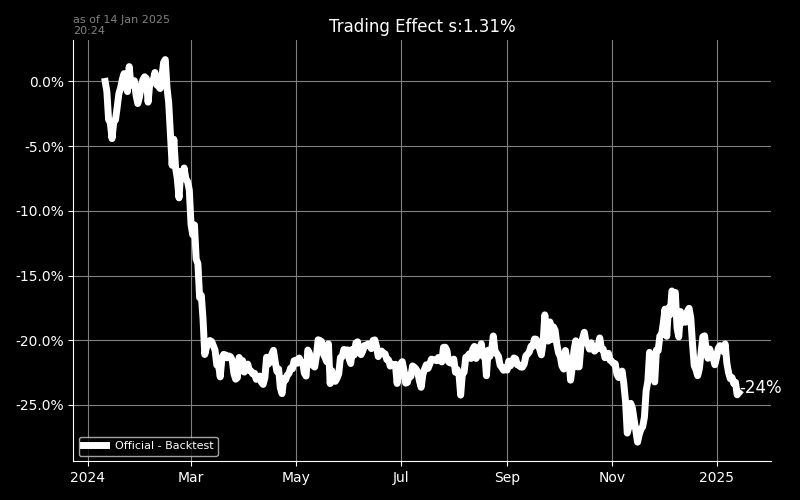 as of 14 Jan 2025
20:24
Trading Effect s:1.31%
0.0%
-5.0%
-10.0%
-15.0%
-20.0%
-25.0%
-24%
Official - Backtest
2024 Mar May Jul Sep Nov 2025